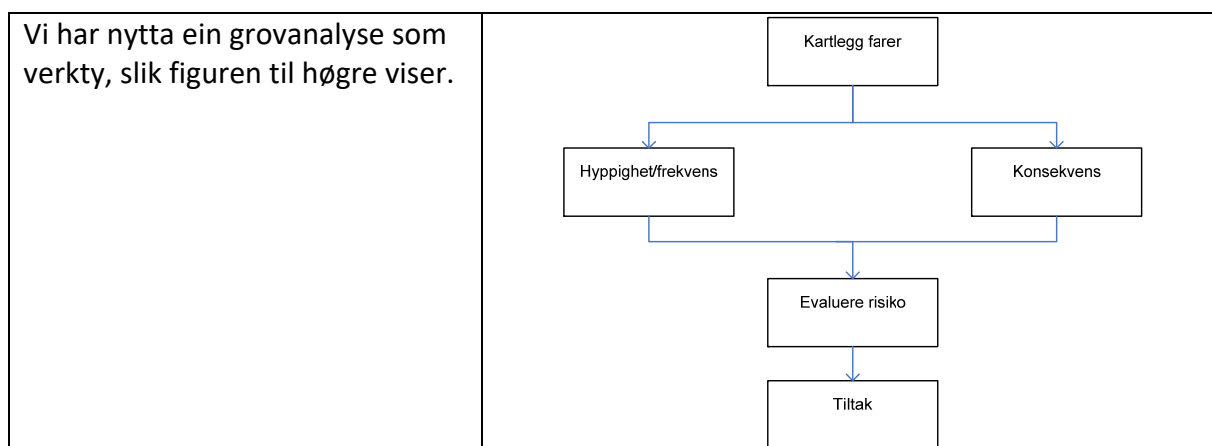 Vi har nytta ein grovanalyse som
verkty, slik figuren til høgre viser.
Kartlegg farer
Hyppighet/frekvens
Konsekvens
Evaluere risiko
Tiltak